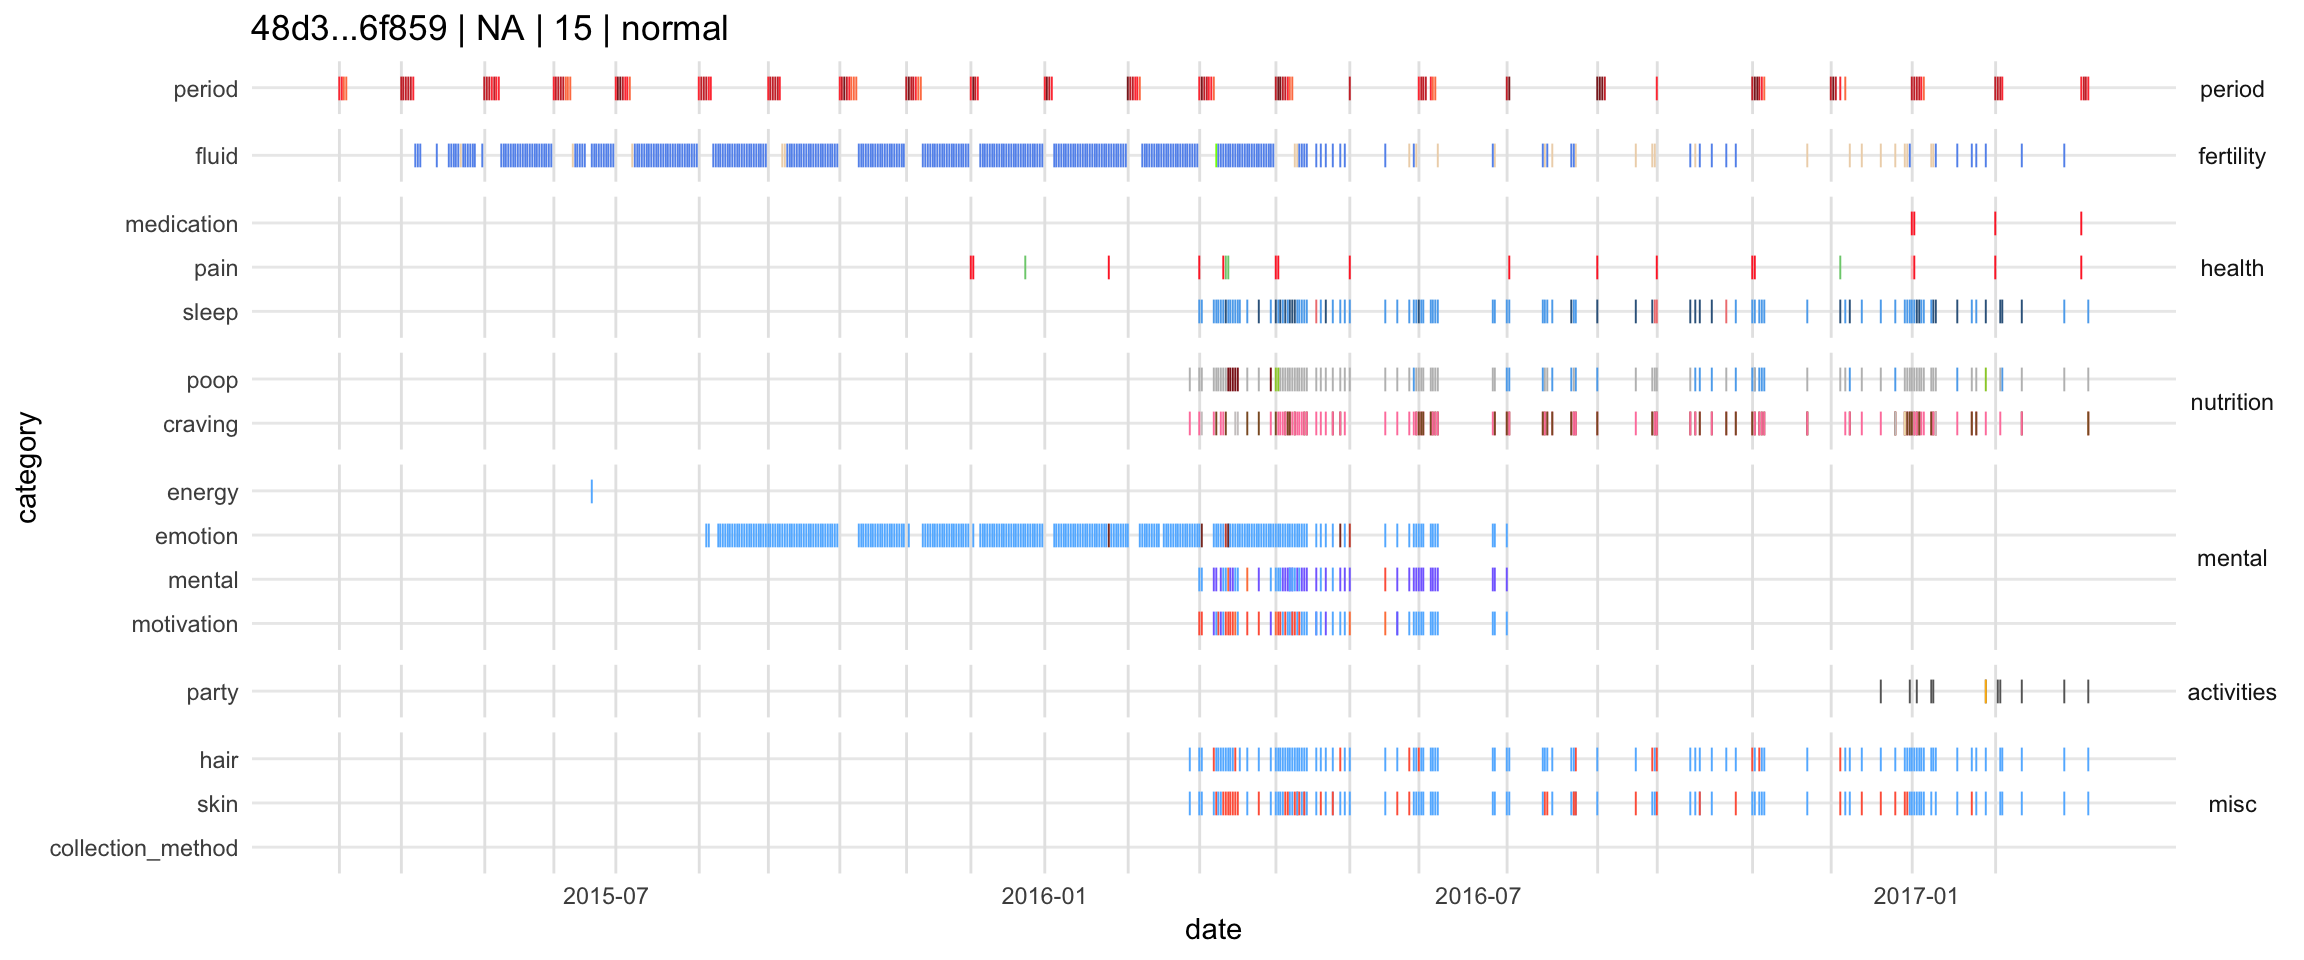 48d3...6f859 | NA | 15 | normal
period
period
fluid
fertility
medication
pain
health
sleep
poop
nutrition
craving
energy
emotion
mental
mental
motivation
party
activities
hair
skin
misc
collection_method
category
2015-07
2016-01
2016-07
2017-01
date